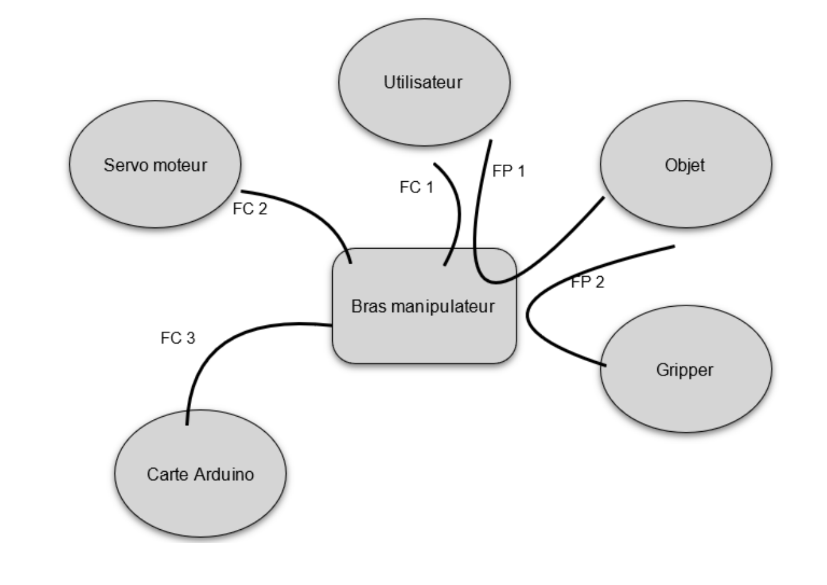 Utilisateur
Servo moteur
Objet
FP 1
FC 1
FC 2
FP 2
Bras manipulateur
FC 3
Gripper
Carte Arduino